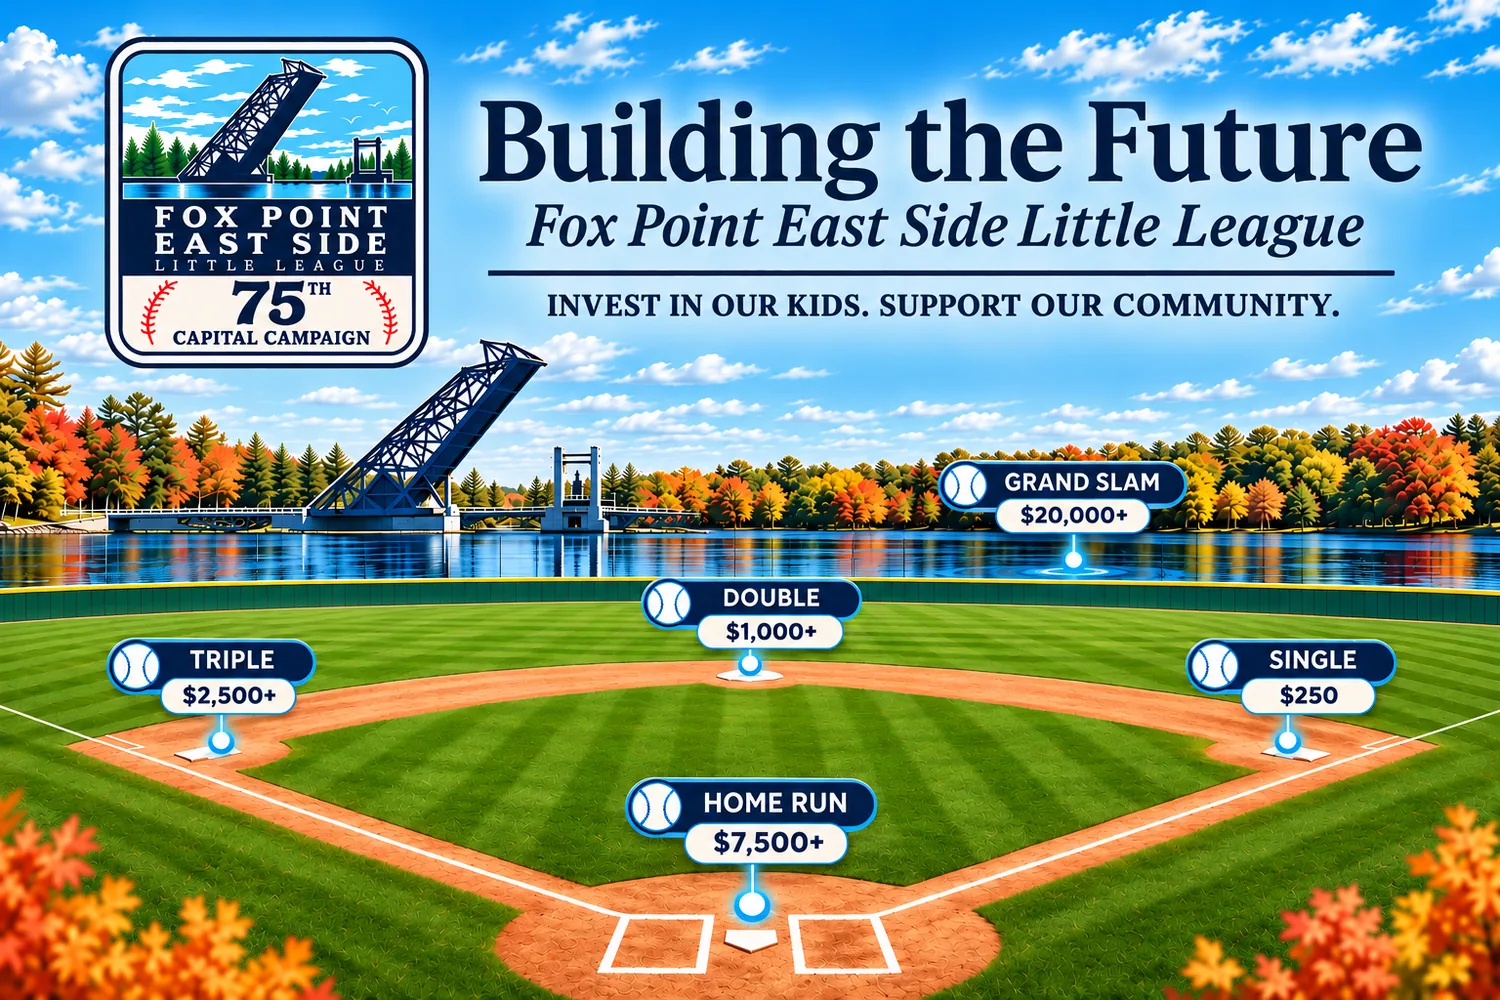 FOX POINT
EAST SIDE
LITTLE LEAGUE
75TH
CAPITAL CAMPAIGN
Building the Future
Fox Point East Side Little League
INVEST IN OUR KIDS. SUPPORT OUR COMMUNITY.
GRAND SLAM
$20,000+
DOUBLE
$1,000+
TRIPLE
$2,500+
SINGLE
$250
HOME RUN
$7,500+